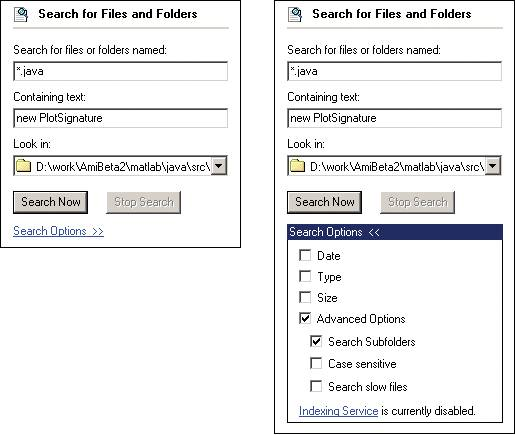 Search for Files and Folders
Search for files or folders named:
*.java
Containing text:
new PlotSignature
Look in:
D:\work\AmiBeta2\matlab\java\src\
Search Now
Stop Search
Search Options >>
Search for Files and Folders
Search for files or folders named:
*.java
Containing text:
new PlotSignature
Look in:
D:\work\AmiBeta2\matlab\java\src\
Search Now
Stop Search
Search Options <<
Date
Type
Size
Advanced Options
Search Subfolders
Case sensitive
Search slow files
Indexing Service is currently disabled.